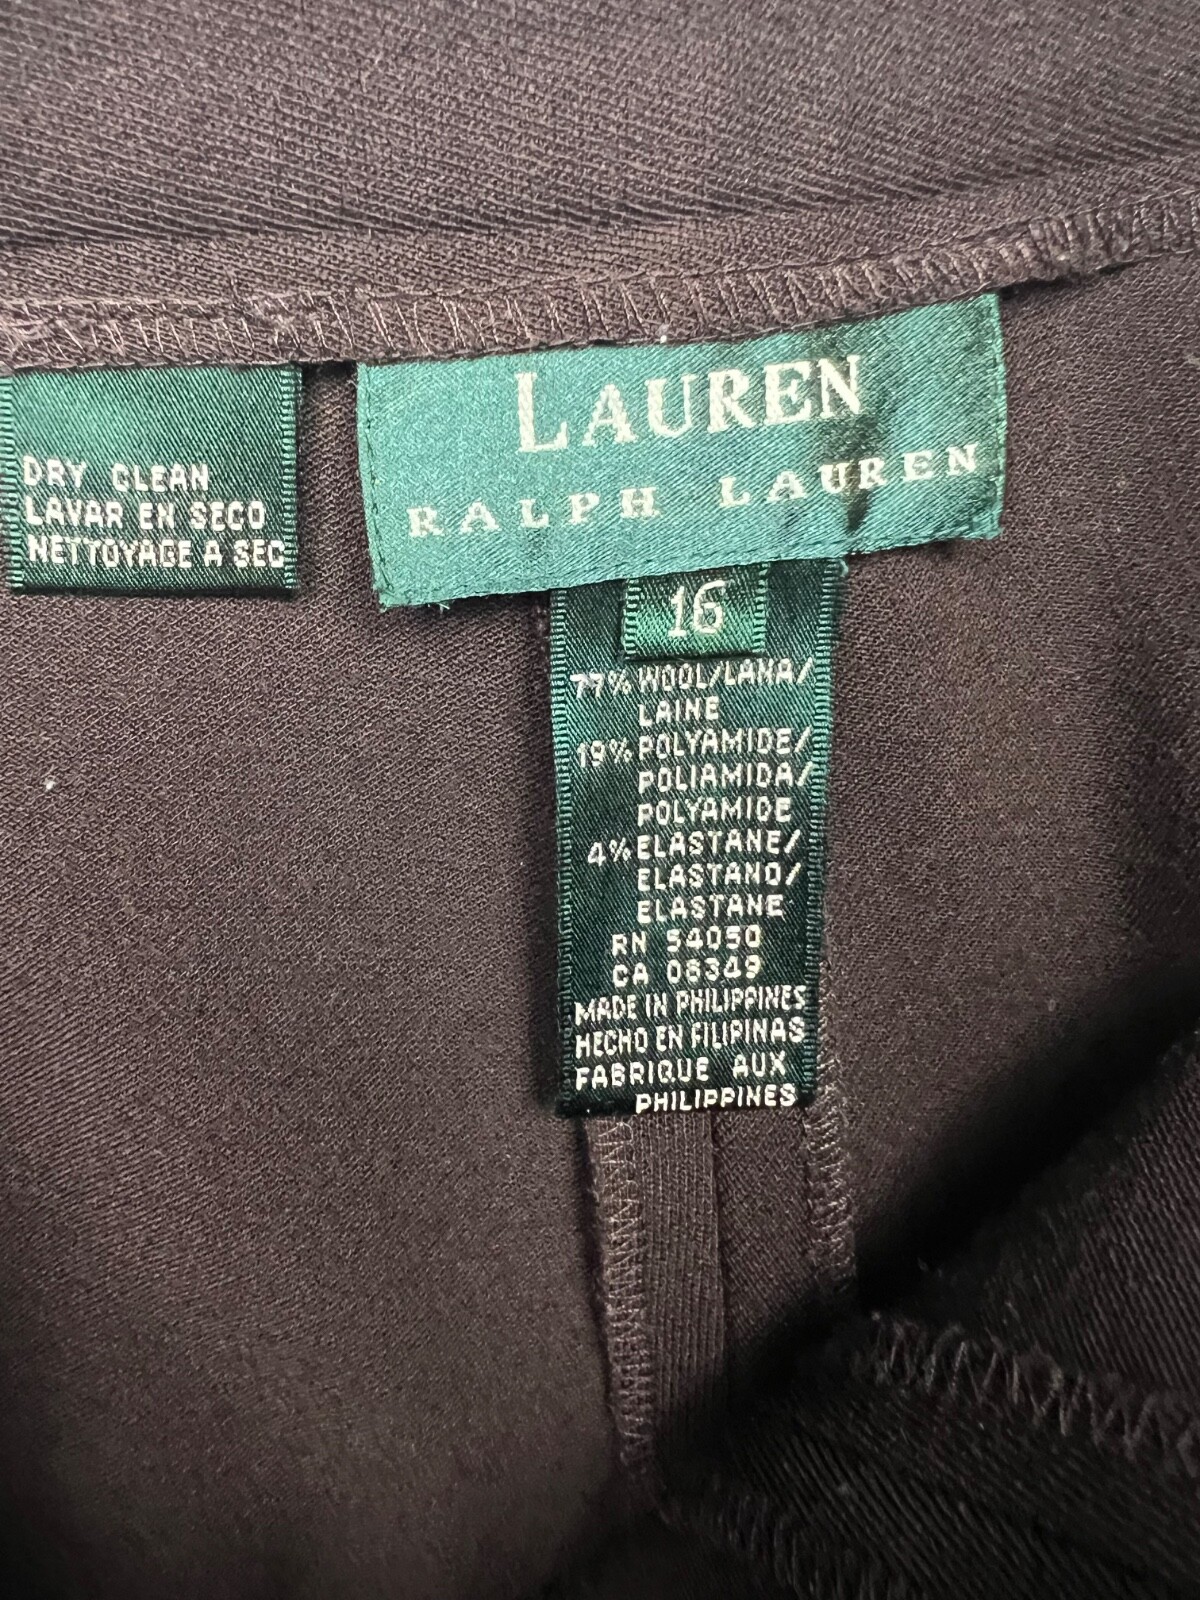 DRY CLEAN
LAVAR EN SECO
NETTOYAGE A SEC
LAUREN
RALPH LAUREN
16
77% WOOL/LANA/
LAINE
19% POLYAMIDE/
POLIAMIDA/
POLYAMIDE
4% ELASTANE/
ELASTANO/
ELASTANE
RN 54050
CA 08349
MADE IN PHILIPPINES
HECHO EN FILIPINAS
FABRIQUE AUX
PHILIPPINES